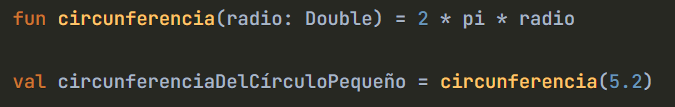 fun circunferencia(radio: Double) = 2 * pi * radio
val circunferenciaDelCírculoPequeño = circunferencia(5.2)